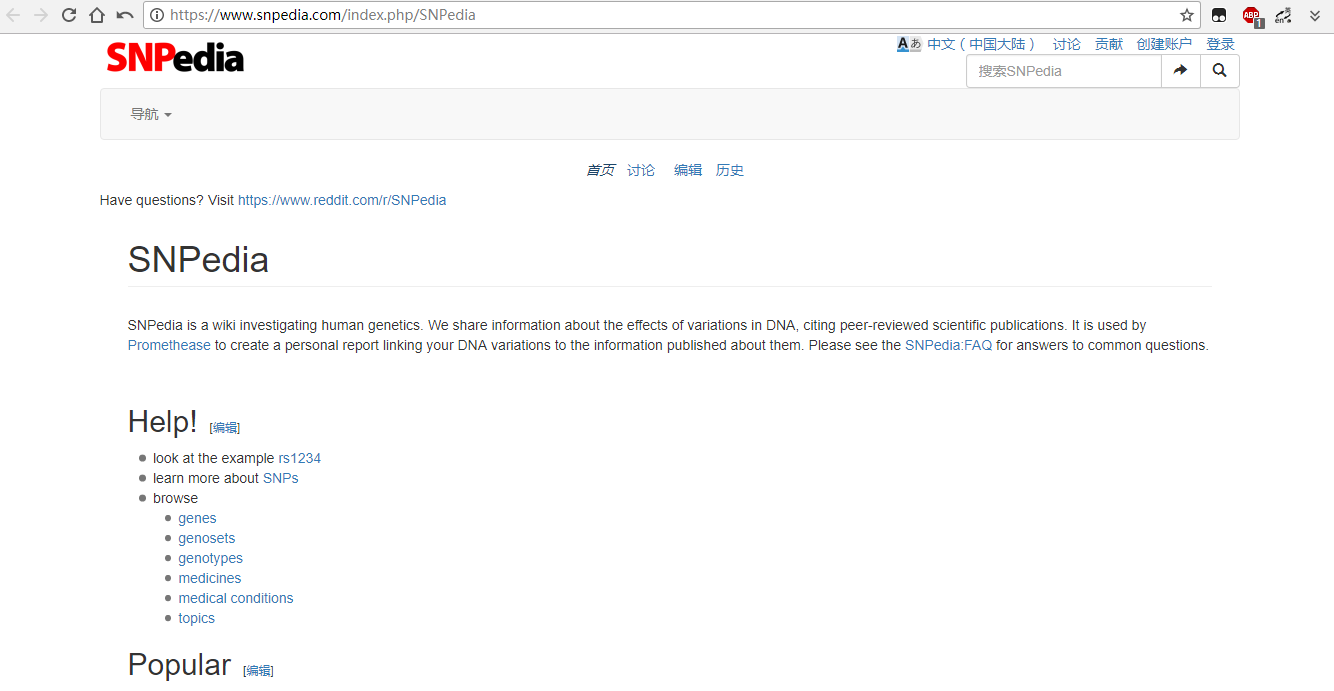 https://www.snpedia.com/index.php/SNPedia
ABP
1
en
SNPedia
Aあ 中文（中国大陆） 讨论 贡献 创建账户 登录
搜索SNPedia
导航
首页 讨论 编辑 历史
Have questions? Visit https://www.reddit.com/r/SNPedia
SNPedia
SNPedia is a wiki investigating human genetics. We share information about the effects of variations in DNA, citing peer-reviewed scientific publications. It is used by
Promethease to create a personal report linking your DNA variations to the information published about them. Please see the SNPedia:FAQ for answers to common questions.
Help! [编辑]
look at the example rs1234
learn more about SNPs
browse
genes
genosets
genotypes
medicines
medical conditions
topics
Popular [编辑]